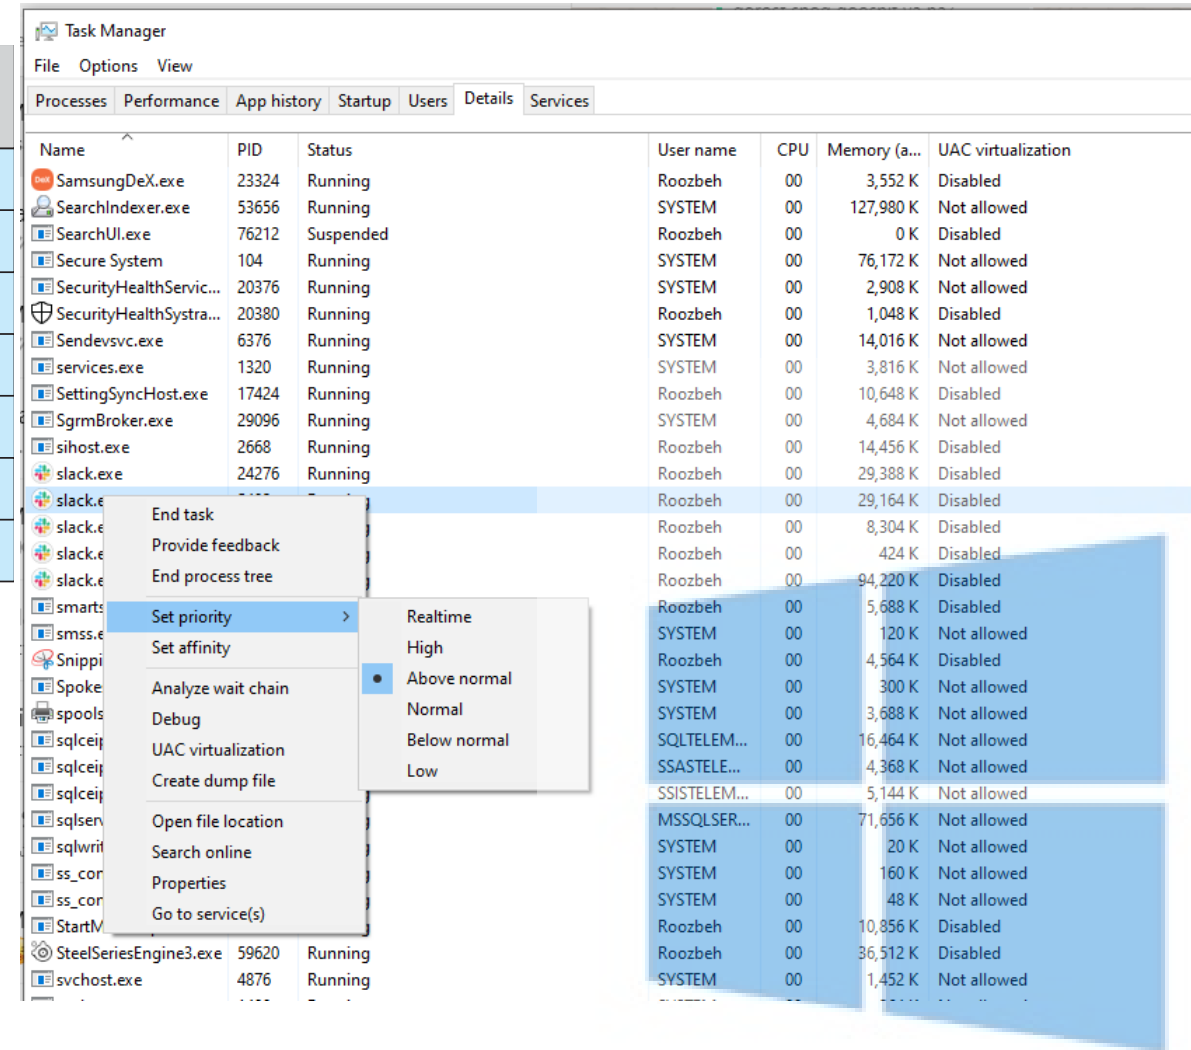 Task Manager
File Options View
Processes Performance App history Startup Users Details Services
Name PID Status User name CPU Memory (a... UAC virtualization
SamsungDeX.exe 23324 Running Roozbeh 00 3,552 K Disabled
SearchIndexer.exe 53656 Running SYSTEM 00 127,980 K Not allowed
SearchUI.exe 76212 Suspended Roozbeh 00 0 K Disabled
Secure System 104 Running SYSTEM 00 76,172 K Not allowed
SecurityHealthServic... 20376 Running SYSTEM 00 2,908 K Not allowed
SecurityHealthSystra... 20380 Running Roozbeh 00 1,048 K Disabled
Sendevsvc.exe 6376 Running SYSTEM 00 14,016 K Not allowed
services.exe 1320 Running SYSTEM 00 3,816 K Not allowed
SettingSyncHost.exe 17424 Running Roozbeh 00 10,648 K Disabled
SgrmBroker.exe 29096 Running SYSTEM 00 4,684 K Not allowed
sihost.exe 2668 Running Roozbeh 00 14,456 K Disabled
slack.exe 24276 Running Roozbeh 00 29,388 K Disabled
slack.e Roozbeh 00 29,164 K Disabled
slack.e Roozbeh 00 8,304 K Disabled
slack.e Roozbeh 00 424 K Disabled
slack.e Roozbeh 00 94,220 K Disabled
smarts Roozbeh 00 5,688 K Disabled
smss.e SYSTEM 00 120 K Not allowed
Snippi Roozbeh 00 4,564 K Disabled
Spoke SYSTEM 00 300 K Not allowed
spools SYSTEM 00 3,688 K Not allowed
sqlceip SQLTELEM... 00 16,464 K Not allowed
sqlceip SSASTELE... 00 4,368 K Not allowed
sqlceip SSISTELEM... 00 5,144 K Not allowed
sqlserv MSSQLSER... 00 71,656 K Not allowed
sqlwrit SYSTEM 00 20 K Not allowed
ss_con SYSTEM 00 160 K Not allowed
ss_con SYSTEM 00 48 K Not allowed
StartM Roozbeh 00 10,856 K Disabled
SteelSeriesEngine3.exe 59620 Running Roozbeh 00 36,512 K Disabled
svchost.exe 4876 Running SYSTEM 00 1,452 K Not allowed
End task
Provide feedback
End process tree
Set priority
Set affinity
Analyze wait chain
Debug
UAC virtualization
Create dump file
Open file location
Search online
Properties
Go to service(s)
Realtime
High
Above normal
Normal
Below normal
Low